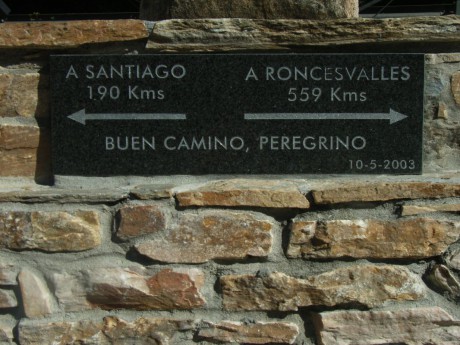 A SANTIAGO
190 Kms
A RONCESVALLES
559 Kms
BUEN CAMINO, PEREGRINO
10-5-2003